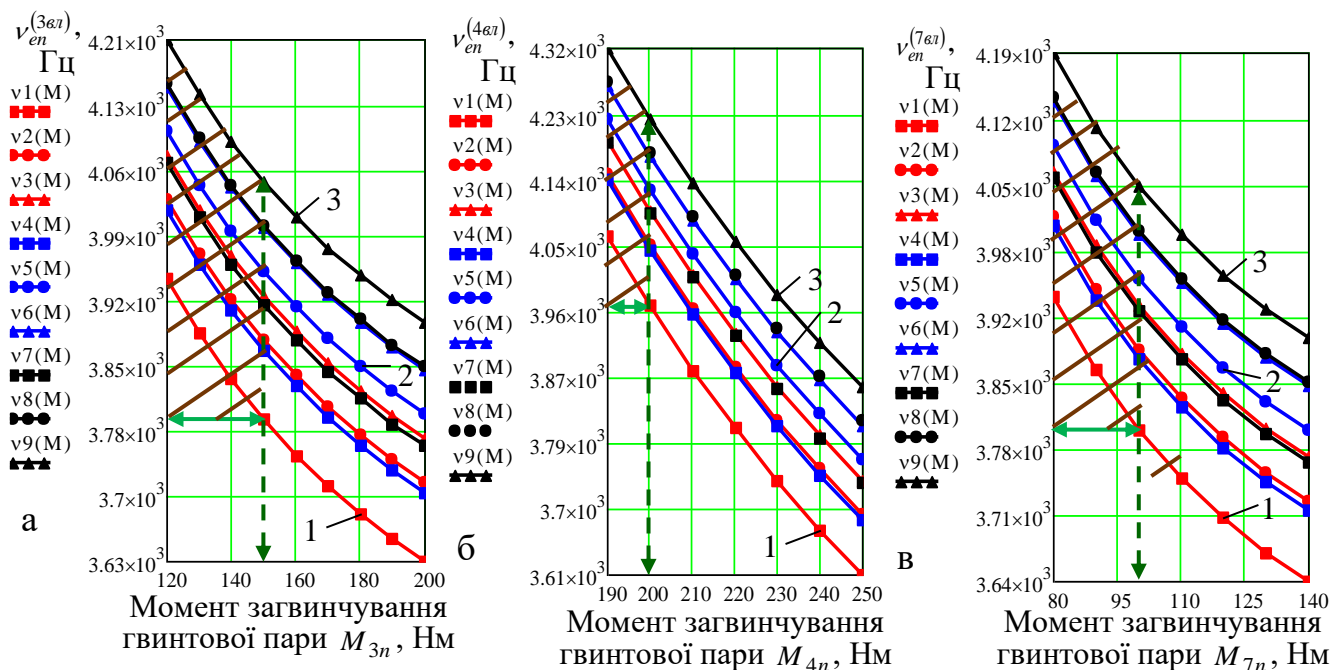 ν_en^(3вл),
Гц
ν1(M)
ν2(M)
ν3(M)
ν4(M)
ν5(M)
ν6(M)
ν7(M)
ν8(M)
ν9(M)
4.21×10³
4.13×10³
4.06×10³
3.99×10³
3.92×10³
3.85×10³
3.78×10³
3.7×10³
3.63×10³
3
2
1
120 140 160 180 200
а
Момент загвинчування
гвинтової пари M_3n, Нм
ν_en^(4вл),
Гц
ν1(M)
ν2(M)
ν3(M)
ν4(M)
ν5(M)
ν6(M)
ν7(M)
ν8(M)
ν9(M)
4.32×10³
4.23×10³
4.14×10³
4.05×10³
3.96×10³
3.87×10³
3.79×10³
3.7×10³
3.61×10³
3
2
1
190 200 210 220 230 240 250
б
Момент загвинчування
гвинтової пари M_4n, Нм
ν_en^(7вл),
Гц
ν1(M)
ν2(M)
ν3(M)
ν4(M)
ν5(M)
ν6(M)
ν7(M)
ν8(M)
ν9(M)
4.19×10³
4.12×10³
4.05×10³
3.98×10³
3.92×10³
3.85×10³
3.78×10³
3.71×10³
3.64×10³
3
2
1
80 95 110 125 140
в
Момент загвинчування
гвинтової пари M_7n, Нм